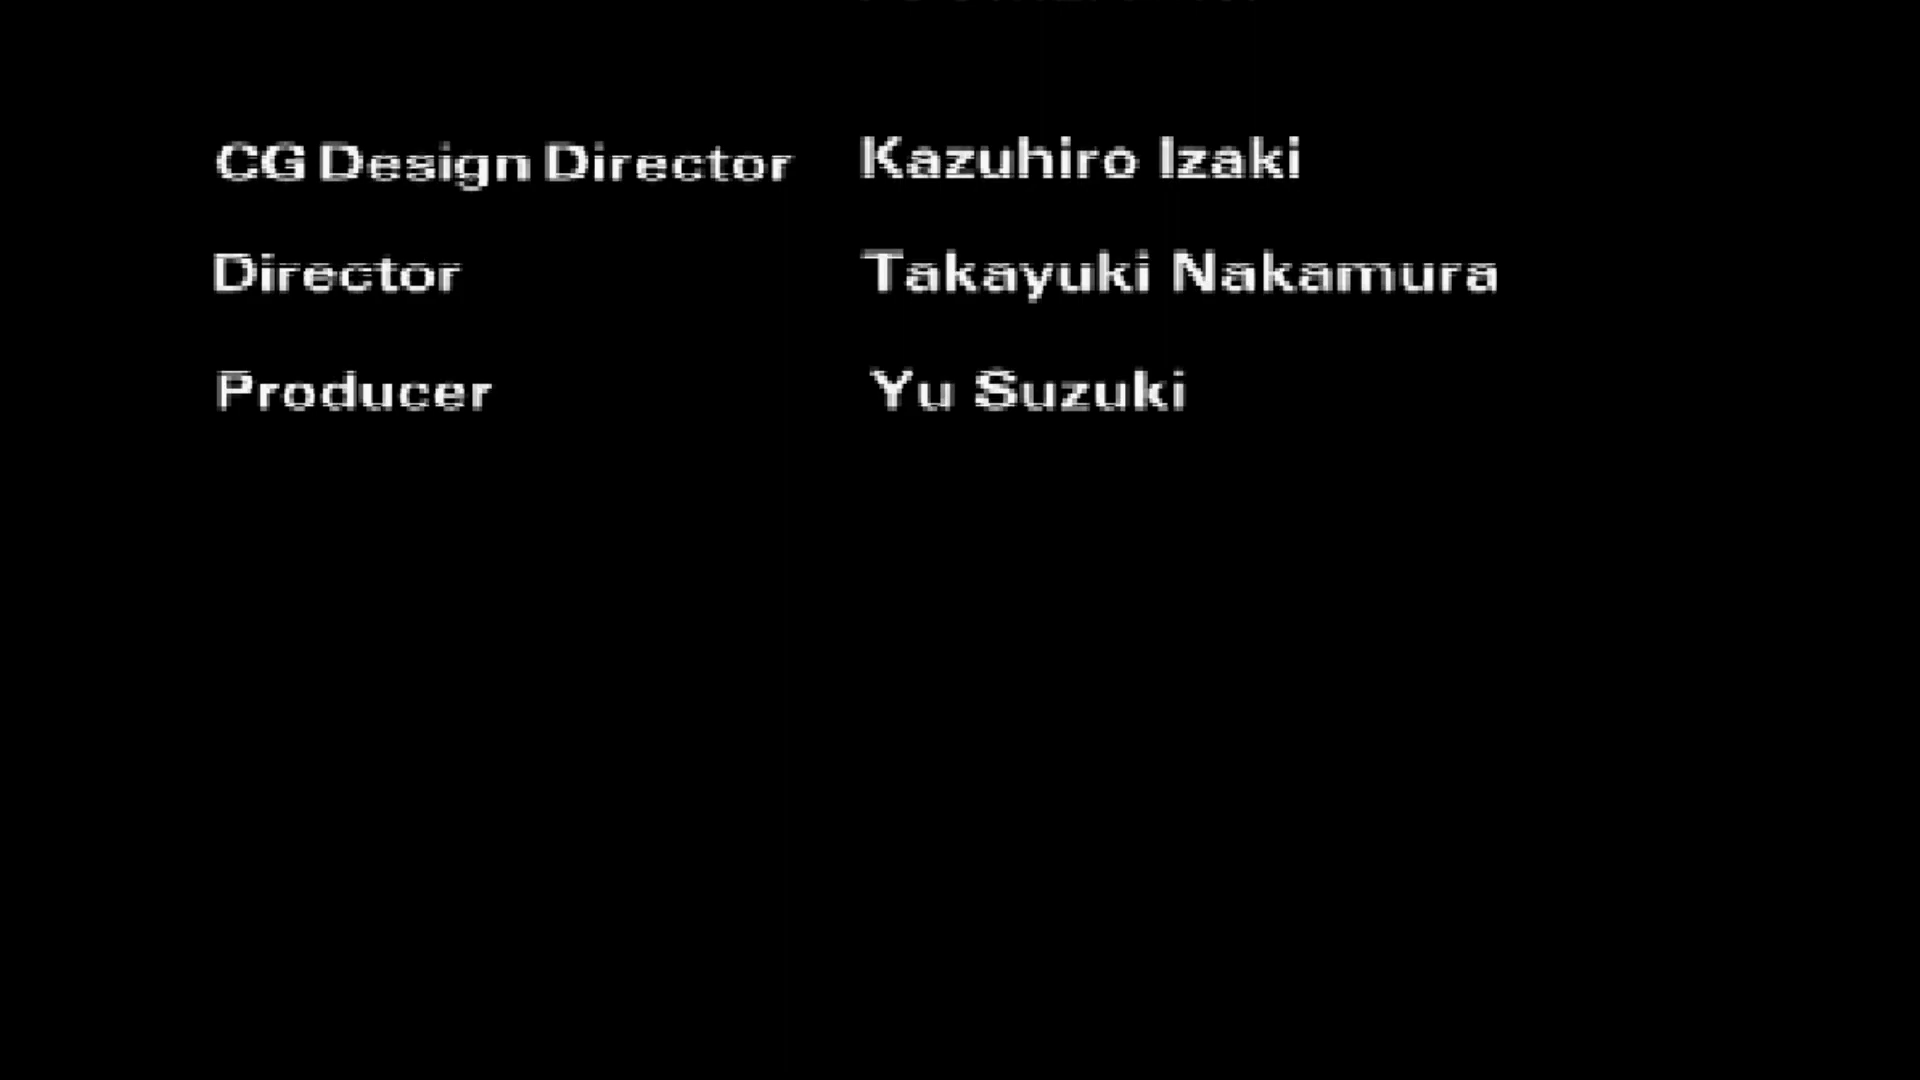 CG Design Director Kazuhiro Izaki
Director Takayuki Nakamura
Producer Yu Suzuki